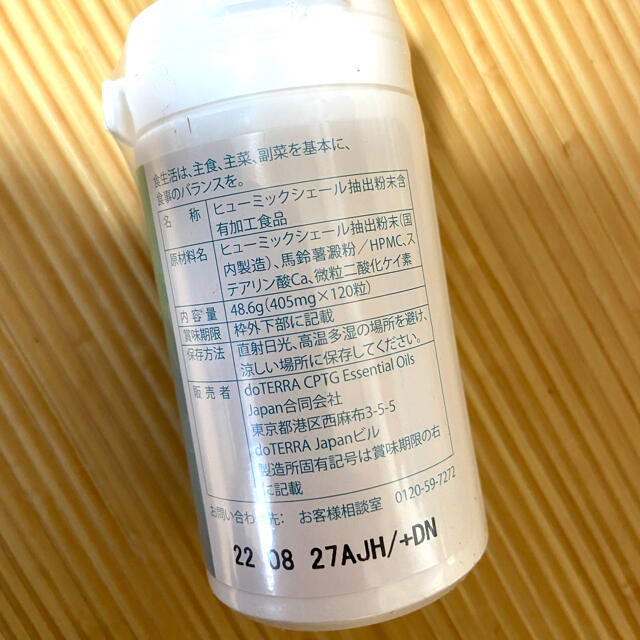 食生活は、主食、主菜、副菜を基本に、
食事のバランスを。
名 称 ヒューミックシェール抽出粉末含
有加工食品
原材料名 ヒューミックシェール抽出粉末(国
内製造)、馬鈴薯澱粉/HPMC、ス
テアリン酸Ca、微粒二酸化ケイ素
内容量 48.6g(405mg×120粒)
賞味期限 枠外下部に記載
保存方法 直射日光、高温多湿の場所を避け、
涼しい場所に保存してください。
販売者 doTERRA CPTG Essential Oils
Japan合同会社
東京都港区西麻布3-5-5
doTERRA Japanビル
製造所固有記号は賞味期限の右
に記載
お問い合わせ先: お客様相談室 0120-59-7272
22 08 27AJH/+DN